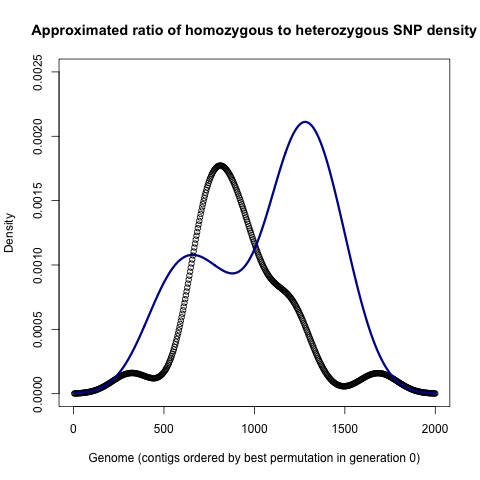 Approximated ratio of homozygous to heterozygous SNP density
0.0025
0.0020
0.0015
0.0010
0.0005
0.0000
Density
0 500 1000 1500 2000
Genome (contigs ordered by best permutation in generation 0)